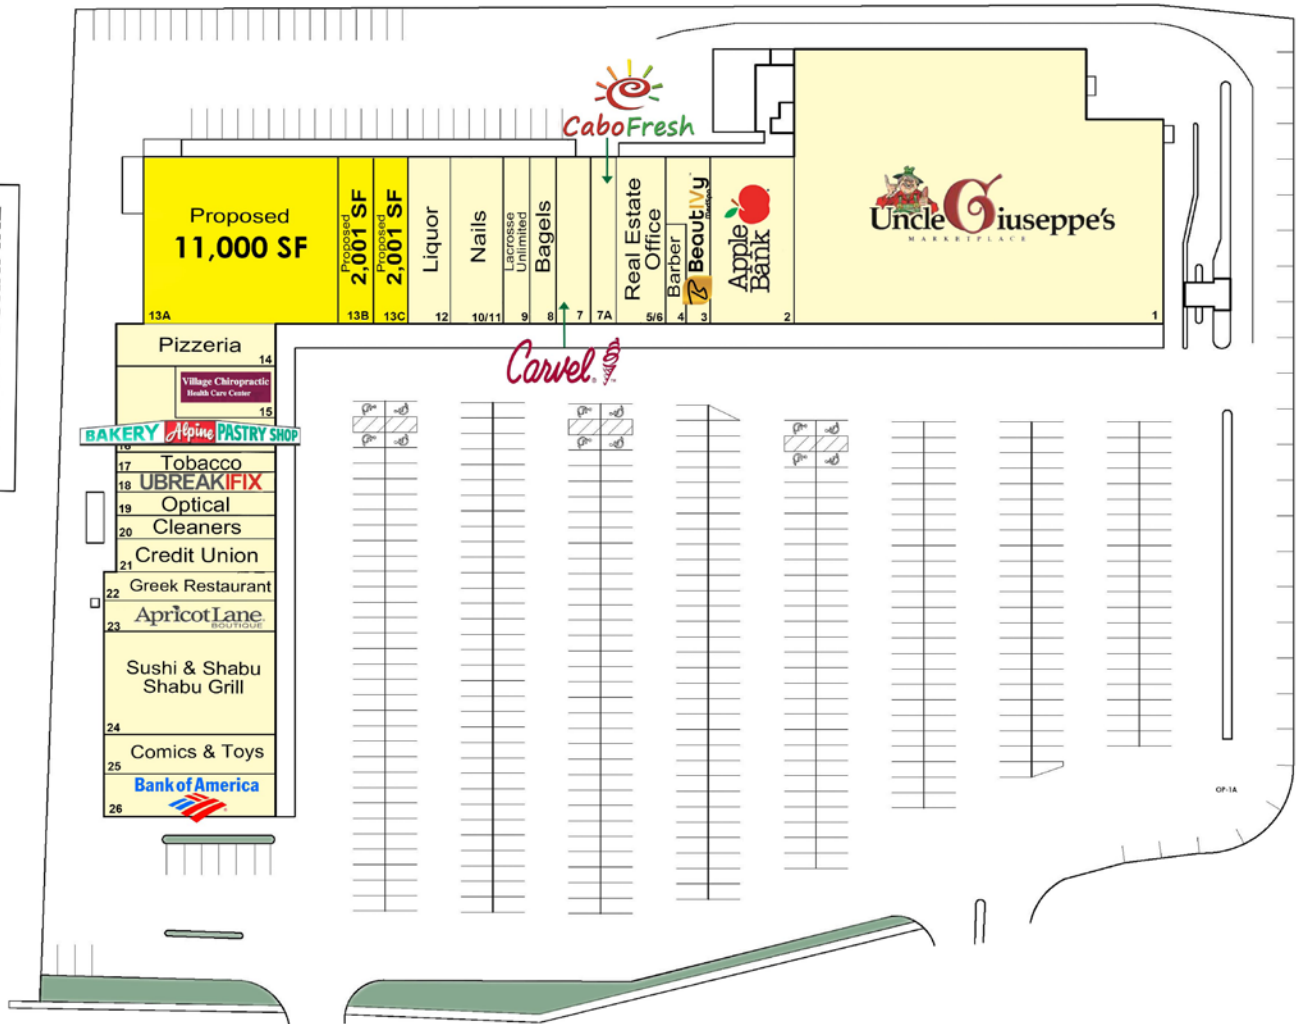 CaboFresh
Proposed
11,000 SF
13A
Proposed
2,001 SF
13B
Proposed
2,001 SF
13C
Liquor
12
Nails
10/11
Lacrosse
Unlimited
9
Bagels
8
7
7A
Real Estate
Office
5/6
Barber
4
BeautIVy
3
Apple
Bank
2
Uncle Giuseppe's
MARKETPLACE
1
Carvel
Pizzeria
14
Village Chiropractic
Health Care Center
15
BAKERY Alpine PASTRY SHOP
16
17 Tobacco
18 UBREAKIFIX
19 Optical
20 Cleaners
21 Credit Union
22 Greek Restaurant
23 Apricot Lane
BOUTIQUE
Sushi & Shabu
Shabu Grill
24
Comics & Toys
25
Bank of America
26
OP-1A